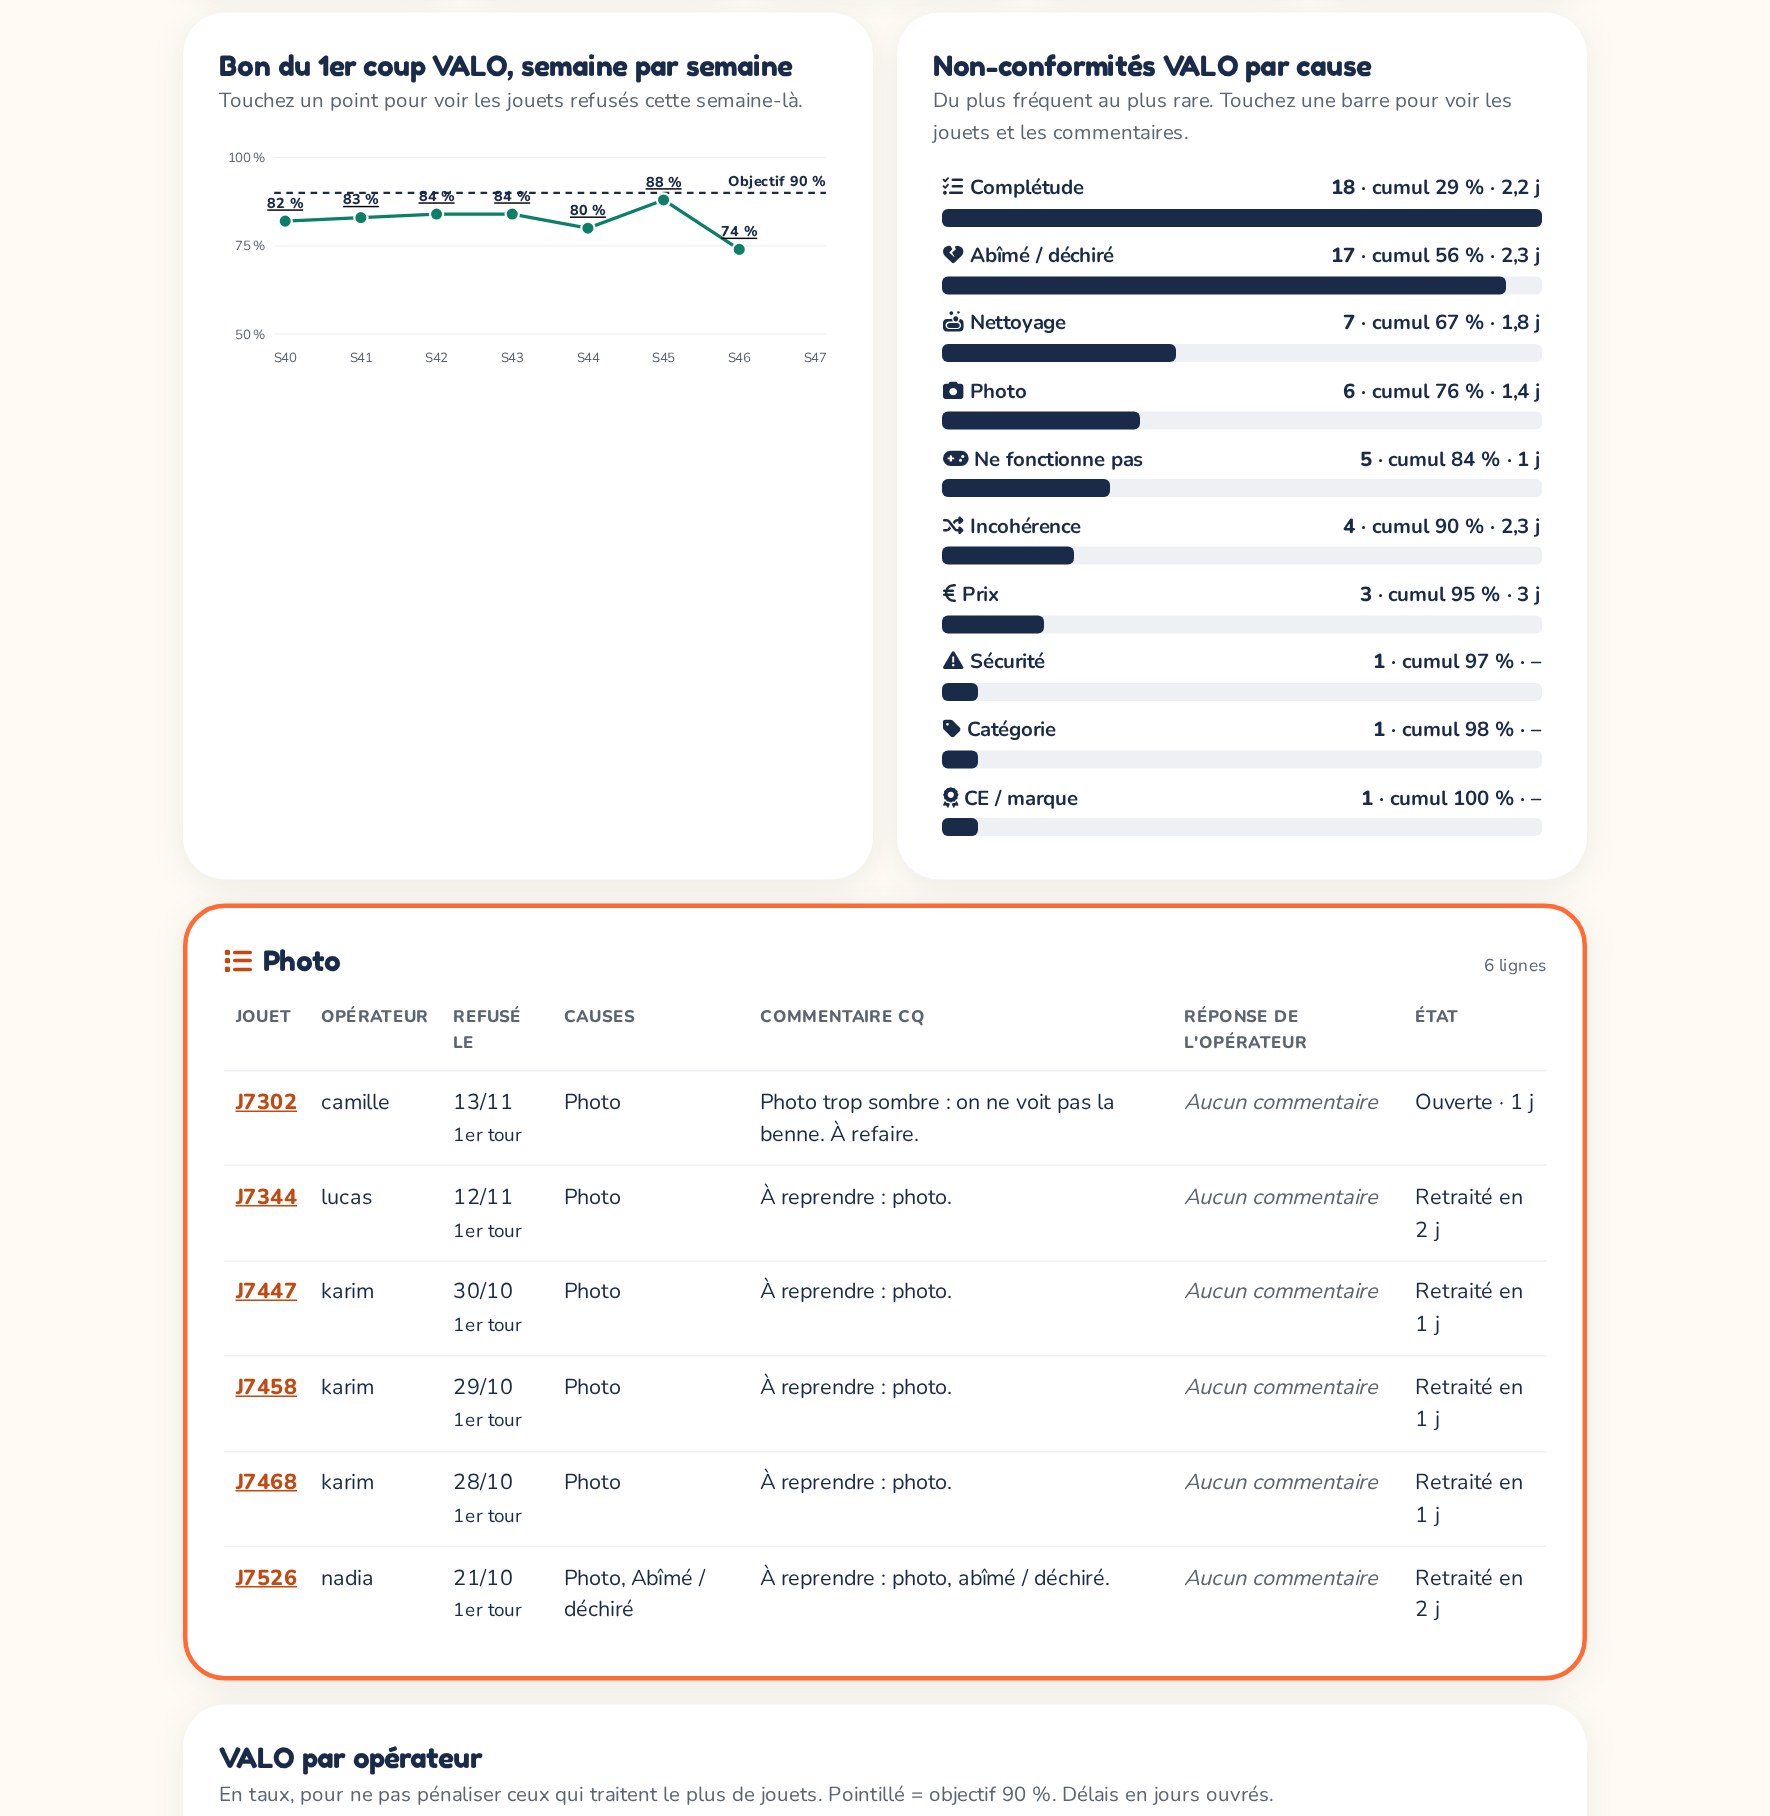 Bon du 1er coup VALO, semaine par semaine
Touchez un point pour voir les jouets refusés cette semaine-là.
100 %
75 %
50 %
Objectif 90 %
82 %
83 %
84 %
84 %
80 %
88 %
74 %
S40 S41 S42 S43 S44 S45 S46 S47
Non-conformités VALO par cause
Du plus fréquent au plus rare. Touchez une barre pour voir les
jouets et les commentaires.
Complétude 18 · cumul 29 % · 2,2 j
Abîmé / déchiré 17 · cumul 56 % · 2,3 j
Nettoyage 7 · cumul 67 % · 1,8 j
Photo 6 · cumul 76 % · 1,4 j
Ne fonctionne pas 5 · cumul 84 % · 1 j
Incohérence 4 · cumul 90 % · 2,3 j
Prix 3 · cumul 95 % · 3 j
Sécurité 1 · cumul 97 % · –
Catégorie 1 · cumul 98 % · –
CE / marque 1 · cumul 100 % · –
Photo 6 lignes
JOUET OPÉRATEUR REFUSÉ CAUSES COMMENTAIRE CQ RÉPONSE DE ÉTAT
LE L'OPÉRATEUR
J7302 camille 13/11 Photo Photo trop sombre : on ne voit pas la Aucun commentaire Ouverte · 1 j
1er tour benne. À refaire.
J7344 lucas 12/11 Photo À reprendre : photo. Aucun commentaire Retraité en
1er tour 2 j
J7447 karim 30/10 Photo À reprendre : photo. Aucun commentaire Retraité en
1er tour 1 j
J7458 karim 29/10 Photo À reprendre : photo. Aucun commentaire Retraité en
1er tour 1 j
J7468 karim 28/10 Photo À reprendre : photo. Aucun commentaire Retraité en
1er tour 1 j
J7526 nadia 21/10 Photo, Abîmé / À reprendre : photo, abîmé / déchiré. Aucun commentaire Retraité en
1er tour déchiré 2 j
VALO par opérateur
En taux, pour ne pas pénaliser ceux qui traitent le plus de jouets. Pointillé = objectif 90 %. Délais en jours ouvrés.